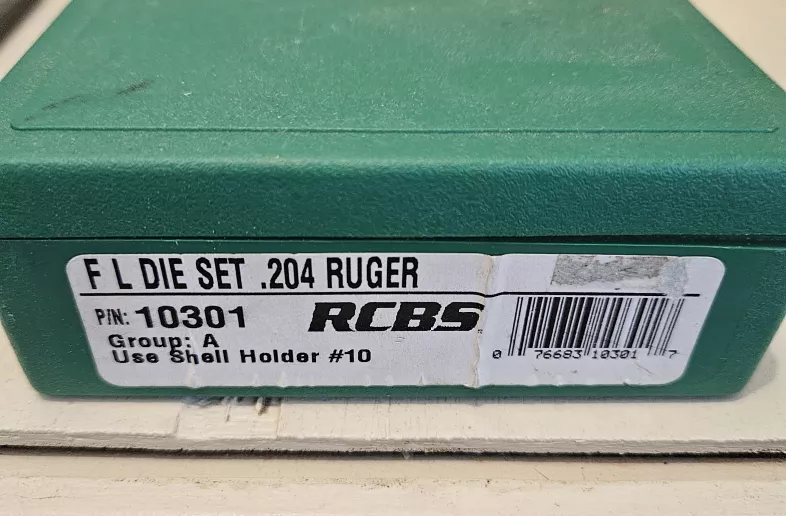 F L DIE SET .204 RUGER
P/N: 10301
RCBS
Group: A
Use Shell Holder #10
0 76683 10301 7